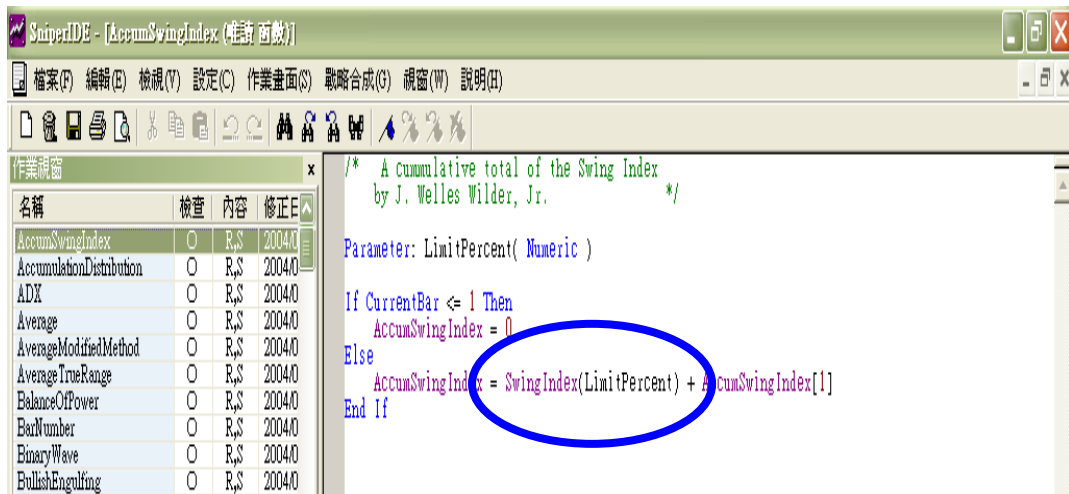 SniperIDE - [AccumSwingIndex (唯讀 函數)]
檔案(F) 編輯(E) 檢視(V) 設定(C) 作業畫面(S) 戰略合成(G) 視窗(W) 說明(H)
作業視窗 x
名稱 檢查 內容 修正日
AccumSwingIndex O R,S 2004/0
AccumulationDistribution O R,S 2004/0
ADX O R,S 2004/0
Average O R,S 2004/0
AverageModifiedMethod O R,S 2004/0
AverageTrueRange O R,S 2004/0
BalanceOfPower O R,S 2004/0
BarNumber O R,S 2004/0
BinaryWave O R,S 2004/0
BullishEngulfing O R,S 2004/0
/* A cummulative total of the Swing Index
by J. Welles Wilder, Jr. */
Parameter: LimitPercent( Numeric )
If CurrentBar <= 1 Then
AccumSwingIndex = 0
Else
AccumSwingIndex = SwingIndex(LimitPercent) + AccumSwingIndex[1]
End If